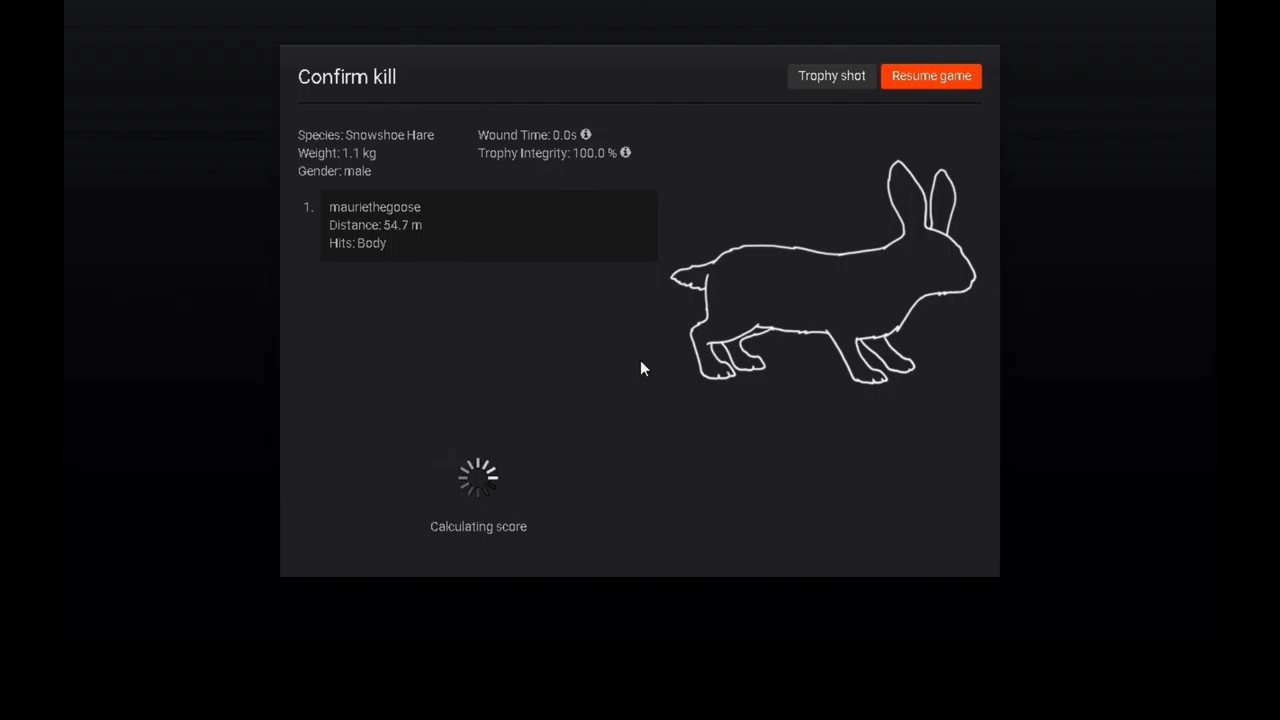 Confirm kill
Trophy shot
Resume game
Species: Snowshoe Hare
Weight: 1.1 kg
Gender: male
Wound Time: 0.0s
Trophy Integrity: 100.0 %
1.
mauriethegoose
Distance: 54.7 m
Hits: Body
Calculating score